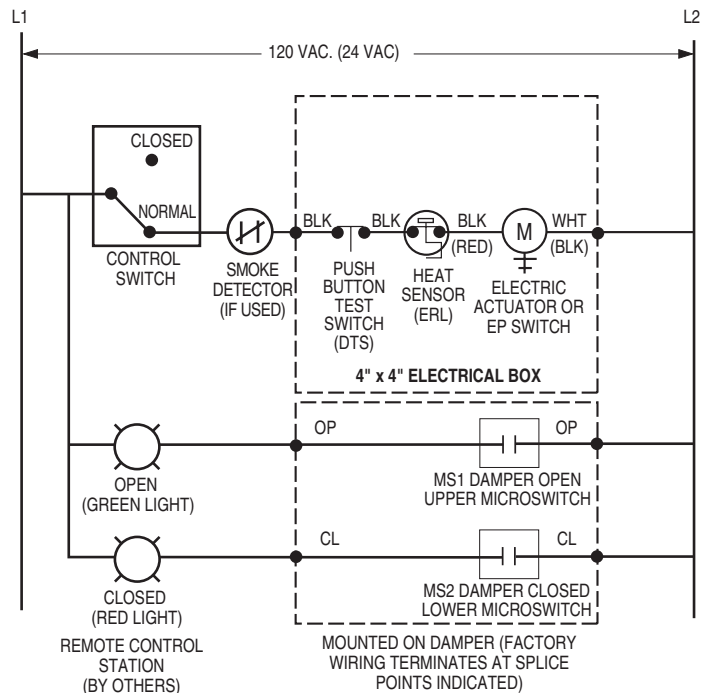 L1
L2
120 VAC. (24 VAC)
CLOSED
NORMAL
CONTROL
SWITCH
SMOKE
DETECTOR
(IF USED)
BLK
BLK
BLK
(RED)
WHT
(BLK)
M
PUSH
BUTTON
TEST
SWITCH
(DTS)
HEAT
SENSOR
(ERL)
ELECTRIC
ACTUATOR OR
EP SWITCH
4" x 4" ELECTRICAL BOX
OP
OP
OPEN
(GREEN LIGHT)
MS1 DAMPER OPEN
UPPER MICROSWITCH
CL
CL
CLOSED
(RED LIGHT)
MS2 DAMPER CLOSED
LOWER MICROSWITCH
REMOTE CONTROL
STATION
(BY OTHERS)
MOUNTED ON DAMPER (FACTORY
WIRING TERMINATES AT SPLICE
POINTS INDICATED)